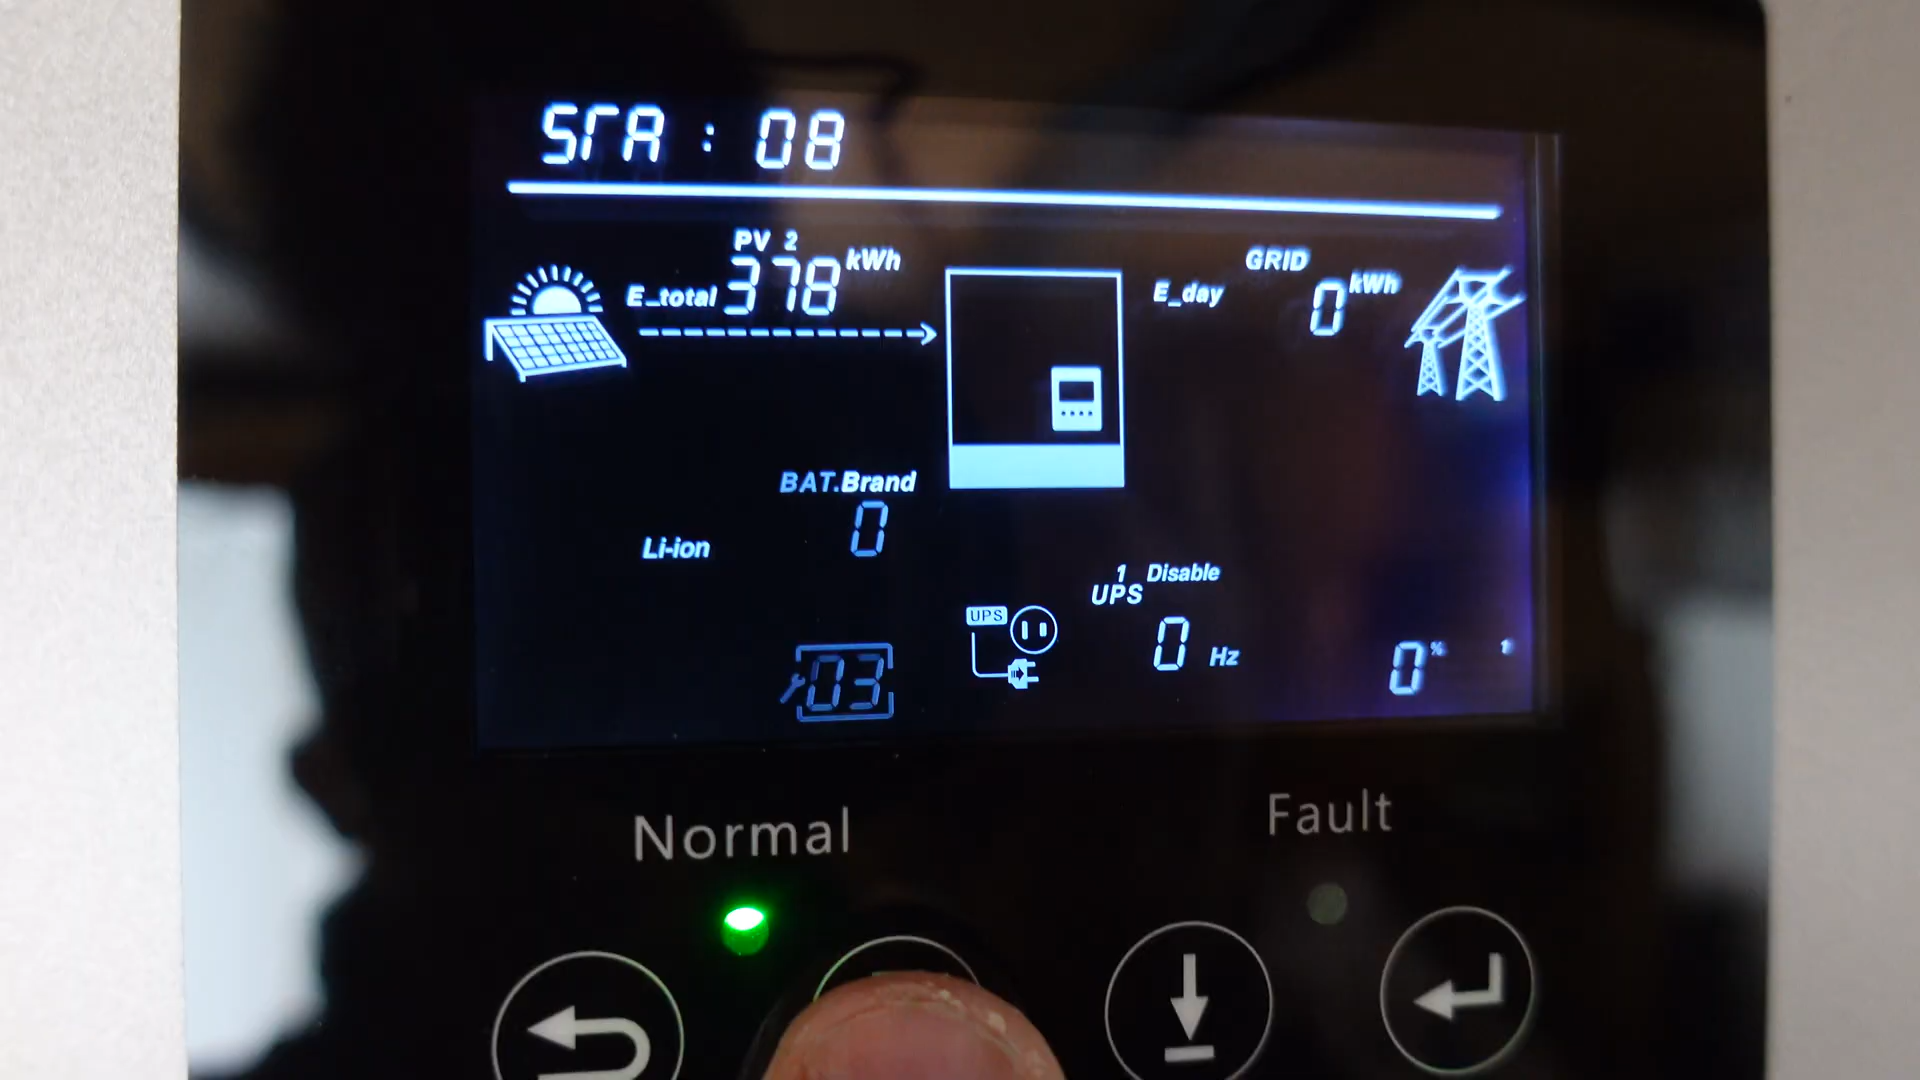 STA : 08
PV 2
E_total 378 kWh
GRID
E_day 0 kWh
BAT.Brand
Li-ion 0
1 Disable
UPS
UPS
0 Hz
0 %
03
Normal
Fault